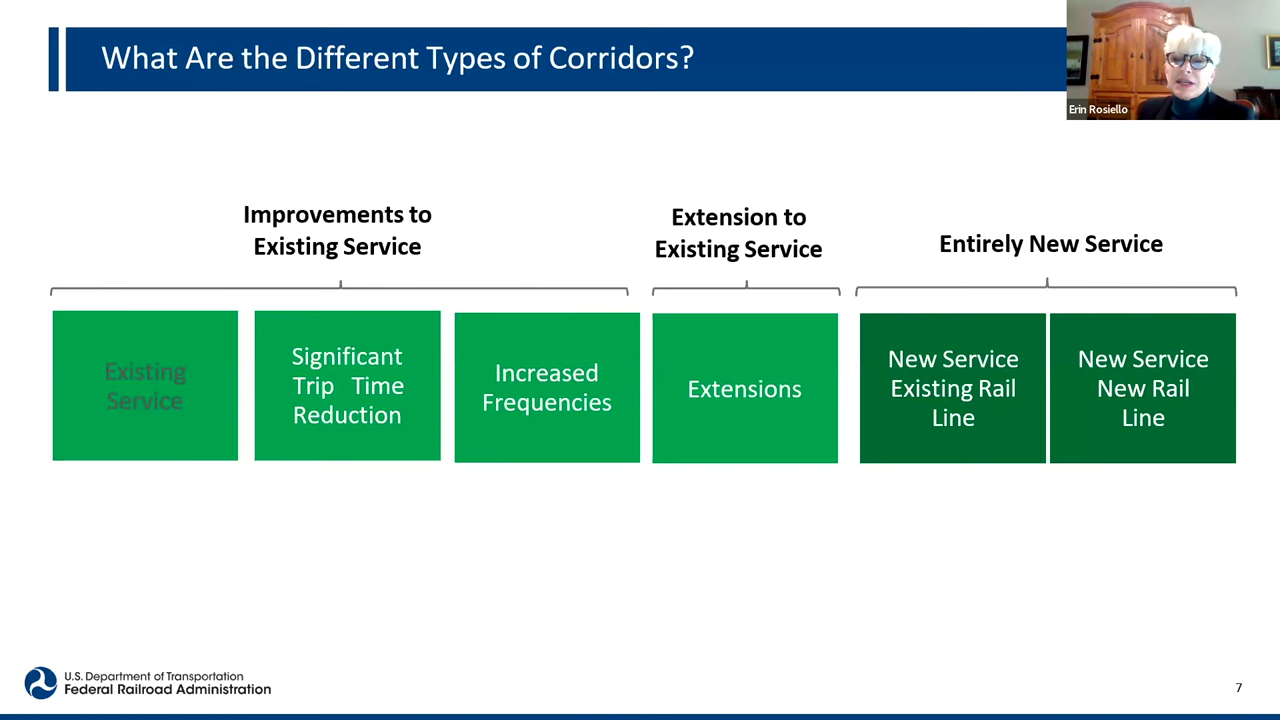 What Are the Different Types of Corridors?
Erin Rosiello
Improvements to
Existing Service
Extension to
Existing Service
Entirely New Service
Existing
Service
Significant
Trip Time
Reduction
Increased
Frequencies
Extensions
New Service
Existing Rail
Line
New Service
New Rail
Line
U.S. Department of Transportation
Federal Railroad Administration
7